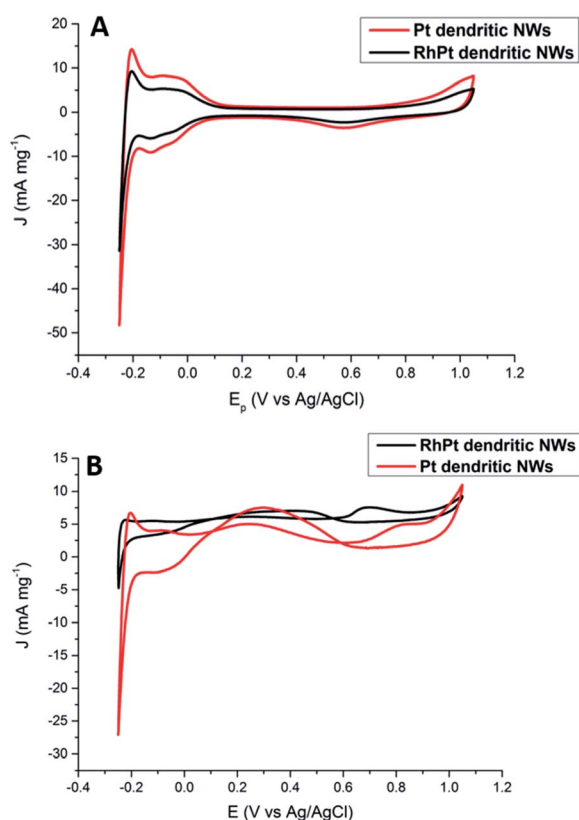 A
Pt dendritic NWs
RhPt dendritic NWs
20
10
0
-10
-20
-30
-40
-50
J (mA mg⁻¹)
-0.4 -0.2 0.0 0.2 0.4 0.6 0.8 1.0 1.2
Eₚ (V vs Ag/AgCl)
B
RhPt dendritic NWs
Pt dendritic NWs
15
10
5
0
-5
-10
-15
-20
-25
-30
J (mA mg⁻¹)
-0.4 -0.2 0.0 0.2 0.4 0.6 0.8 1.0 1.2
E (V vs Ag/AgCl)